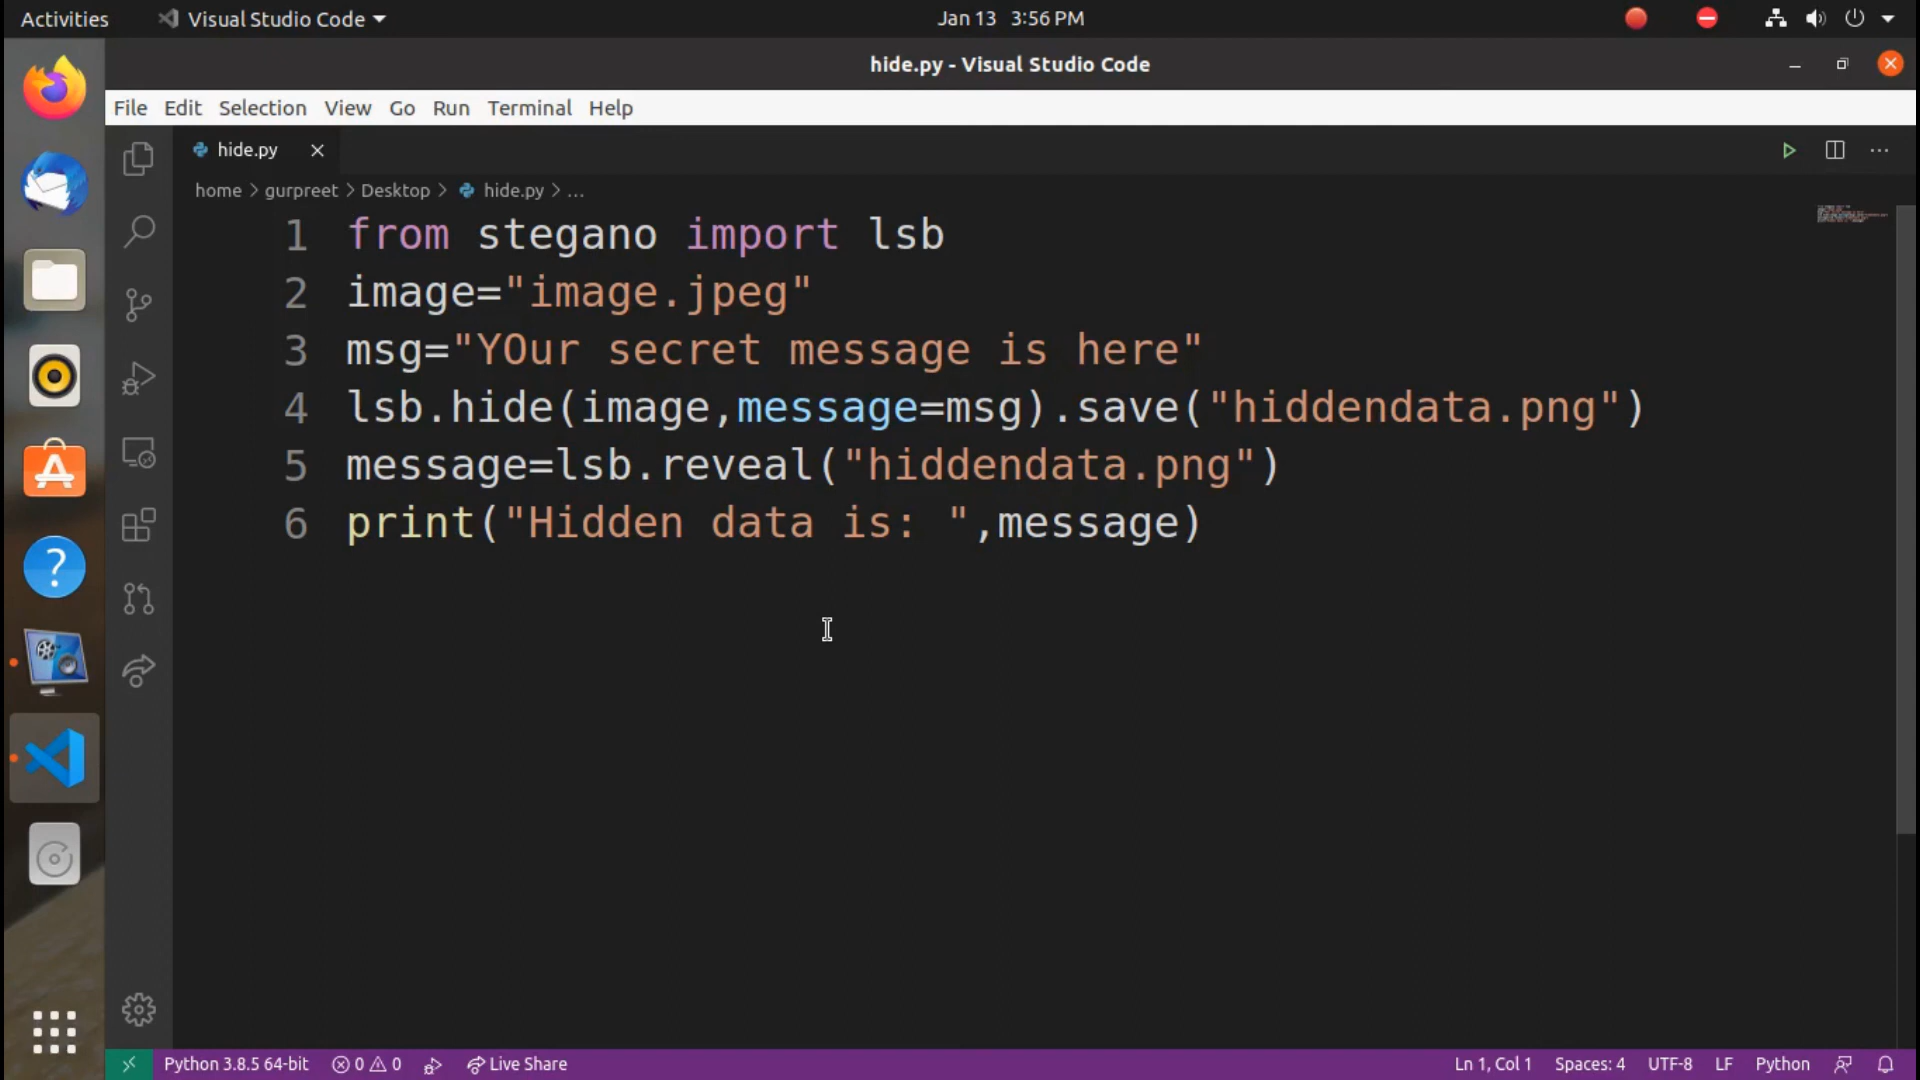 Activities Visual Studio Code Jan 13 3:56 PM
hide.py - Visual Studio Code
File Edit Selection View Go Run Terminal Help
hide.py
home > gurpreet > Desktop > hide.py > ...
1 from stegano import lsb
2 image="image.jpeg"
3 msg="YOur secret message is here"
4 lsb.hide(image,message=msg).save("hiddendata.png")
5 message=lsb.reveal("hiddendata.png")
6 print("Hidden data is: ",message)
Python 3.8.5 64-bit 0 0 Live Share Ln 1, Col 1 Spaces: 4 UTF-8 LF Python